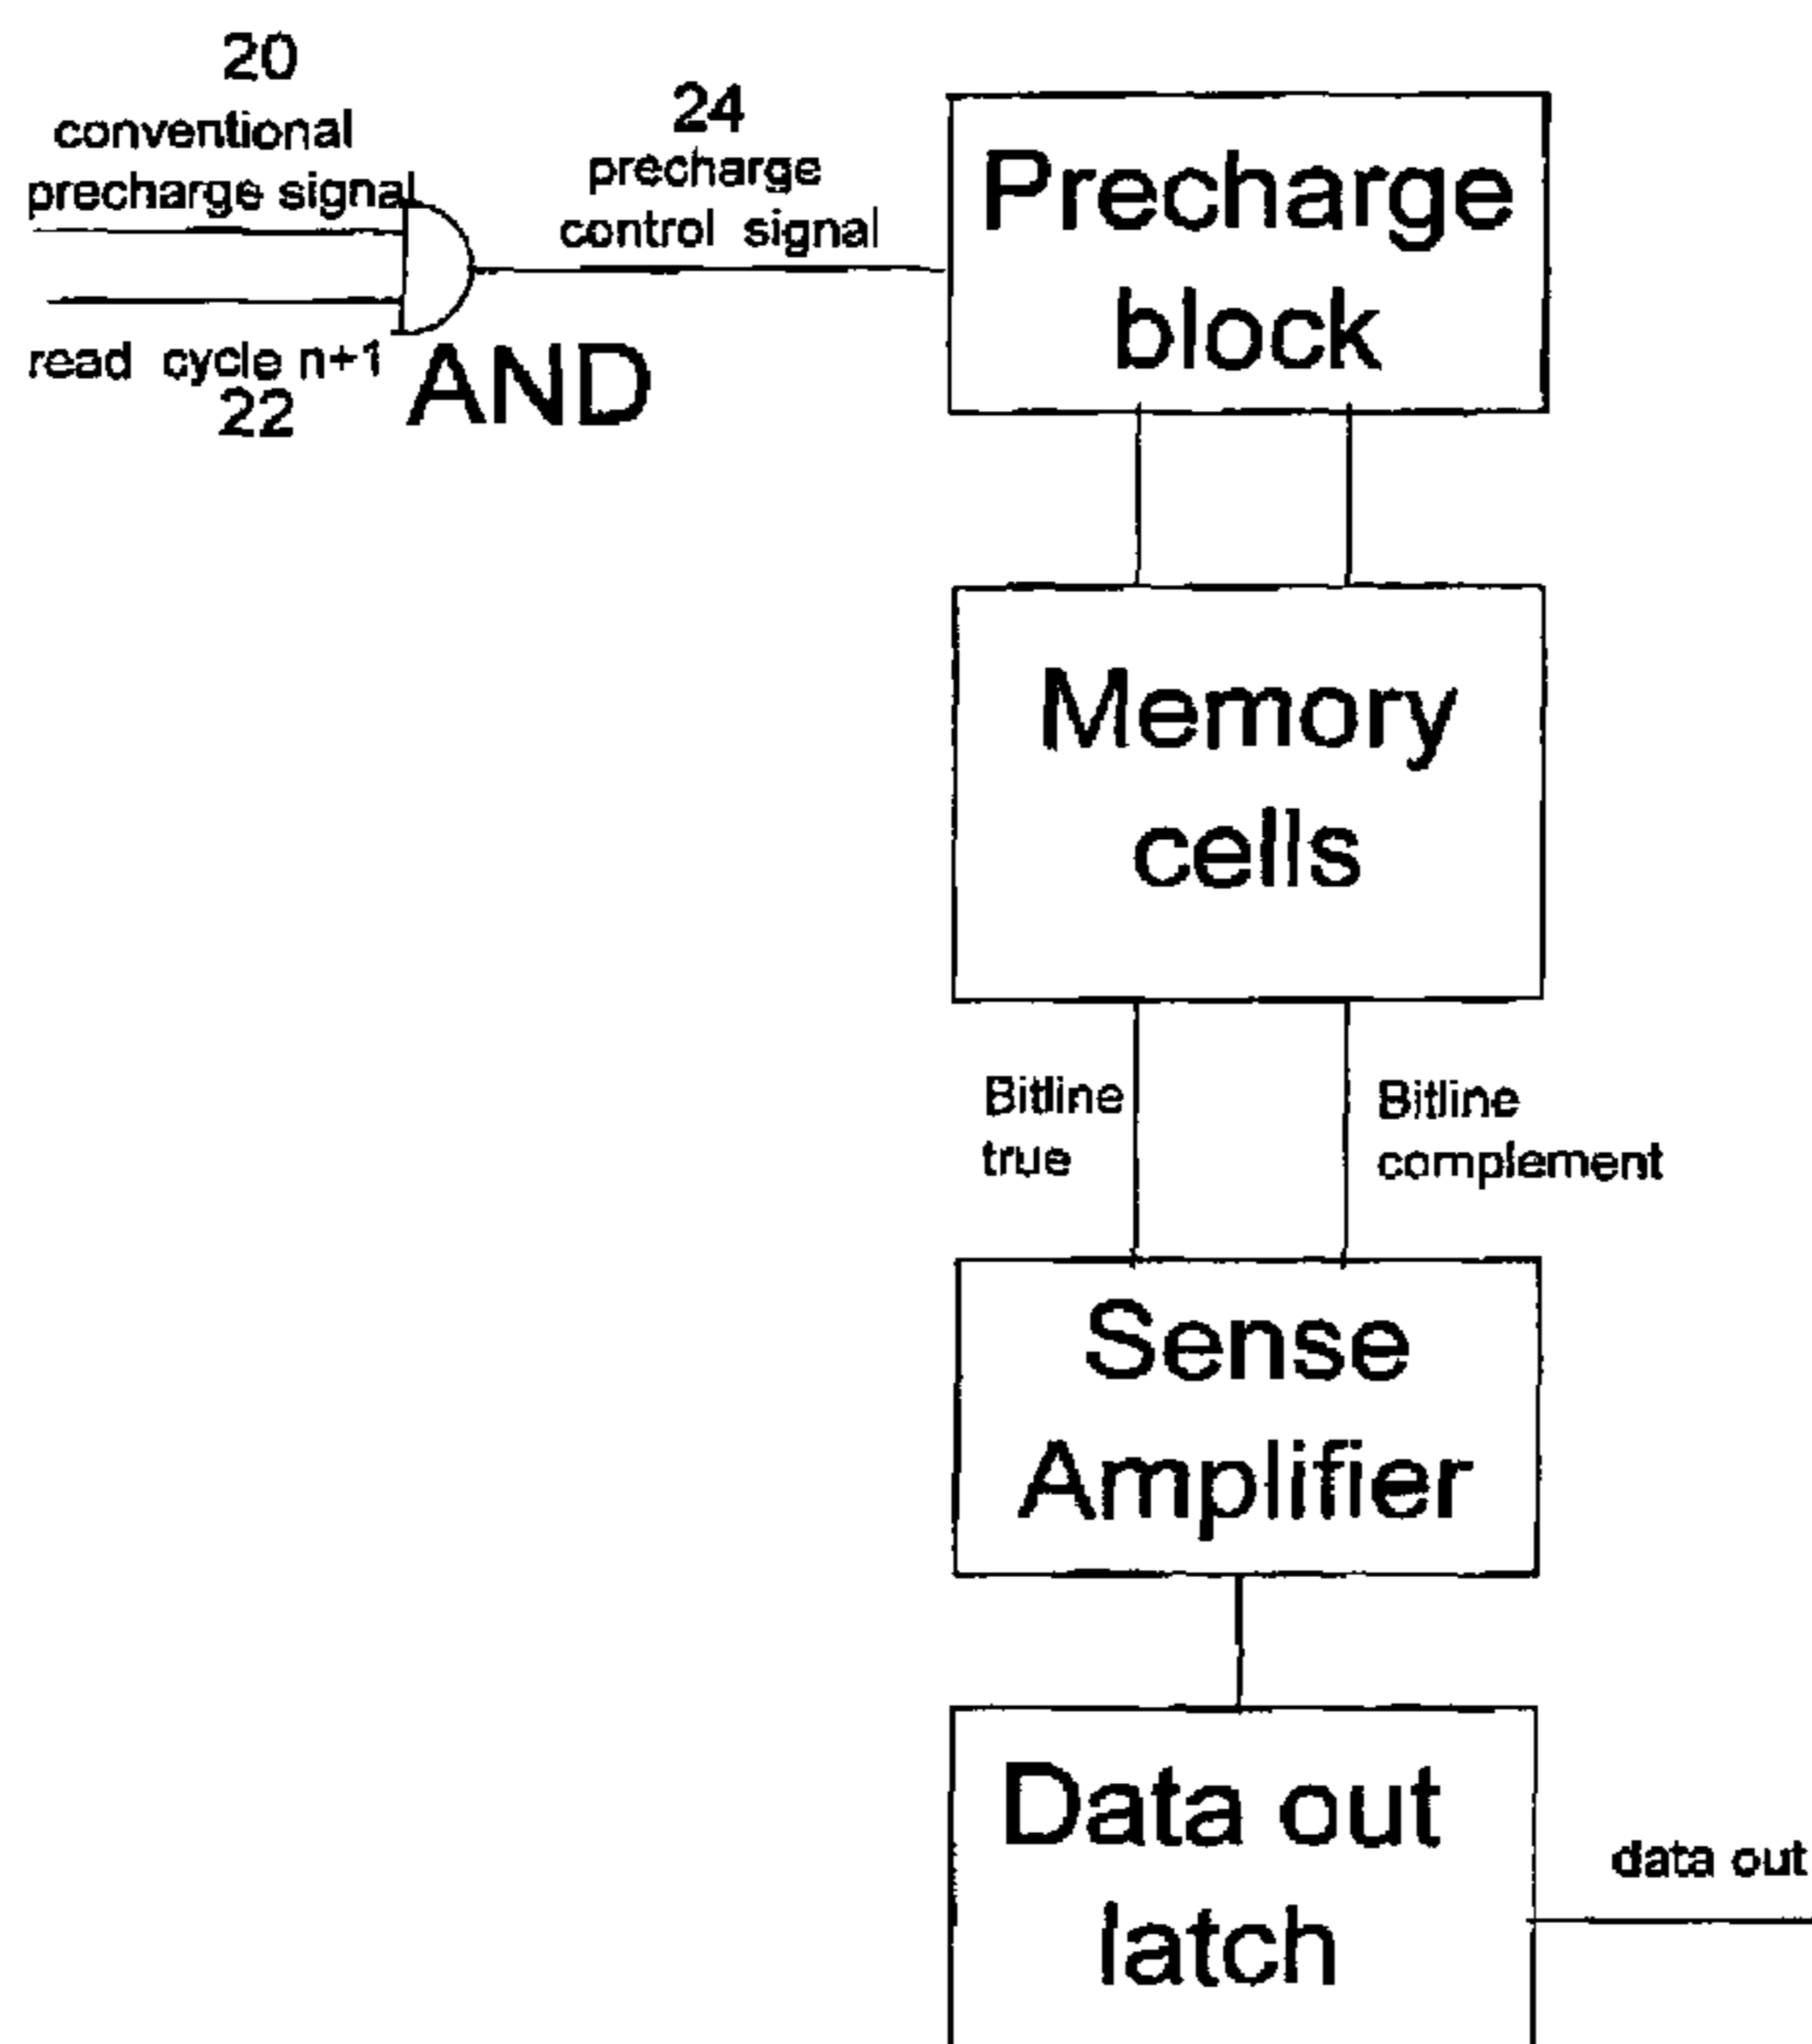 20
conventional
precharge signal
24
precharge
control signal
read cycle n+1
22
AND
Precharge
block
Memory
cells
Bitline
true
Bitline
complement
Sense
Amplifier
Data out
latch
data out